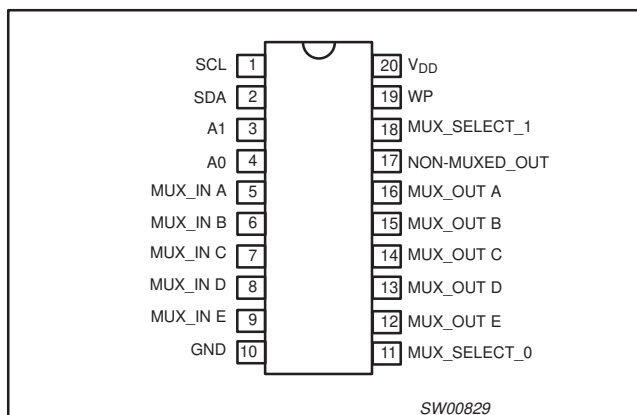 SCL 1 20 VDD
SDA 2 19 WP
A1 3 18 MUX_SELECT_1
A0 4 17 NON-MUXED_OUT
MUX_IN A 5 16 MUX_OUT A
MUX_IN B 6 15 MUX_OUT B
MUX_IN C 7 14 MUX_OUT C
MUX_IN D 8 13 MUX_OUT D
MUX_IN E 9 12 MUX_OUT E
GND 10 11 MUX_SELECT_0
SW00829